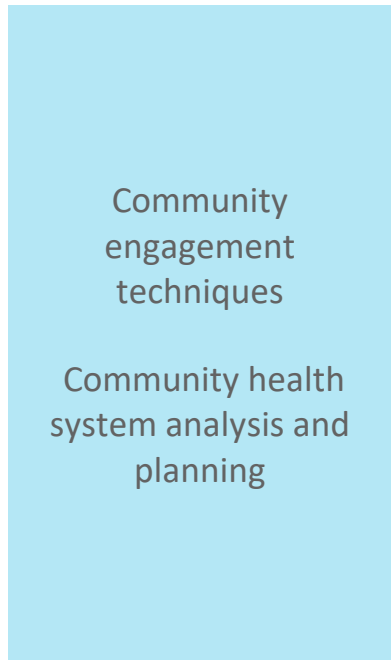 Community
engagement
techniques
Community health
system analysis and
planning